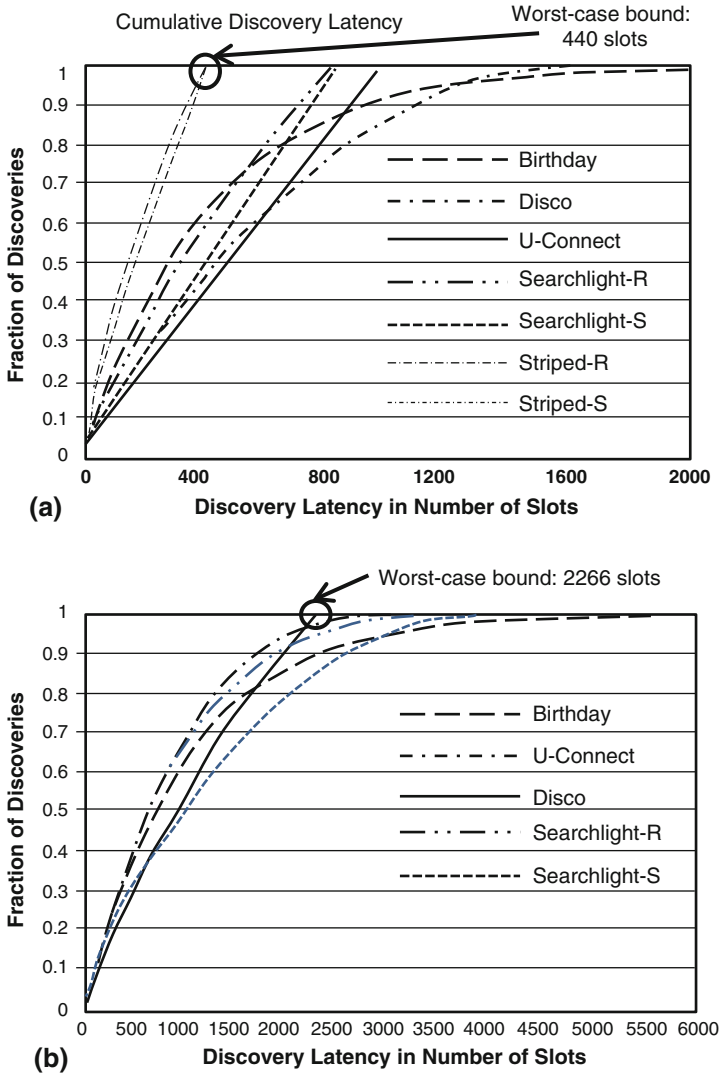 Cumulative Discovery Latency
Worst-case bound:
440 slots
Fraction of Discoveries
1
0.9
0.8
0.7
0.6
0.5
0.4
0.3
0.2
0.1
0
Birthday
Disco
U-Connect
Searchlight-R
Searchlight-S
Striped-R
Striped-S
0 400 800 1200 1600 2000
(a) Discovery Latency in Number of Slots
Worst-case bound: 2266 slots
Fraction of Discoveries
1
0.9
0.8
0.7
0.6
0.5
0.4
0.3
0.2
0.1
0
Birthday
U-Connect
Disco
Searchlight-R
Searchlight-S
0 500 1000 1500 2000 2500 3000 3500 4000 4500 5000 5500 6000
(b) Discovery Latency in Number of Slots